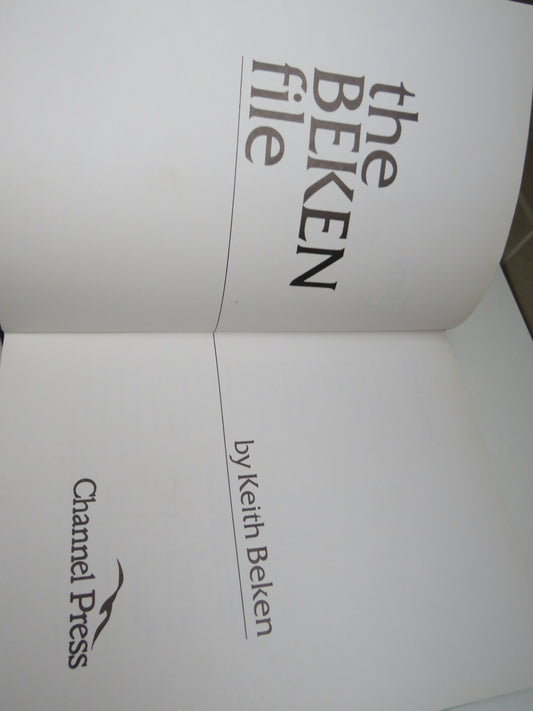 the
BEKEN
file
by Keith Beken
Channel Press